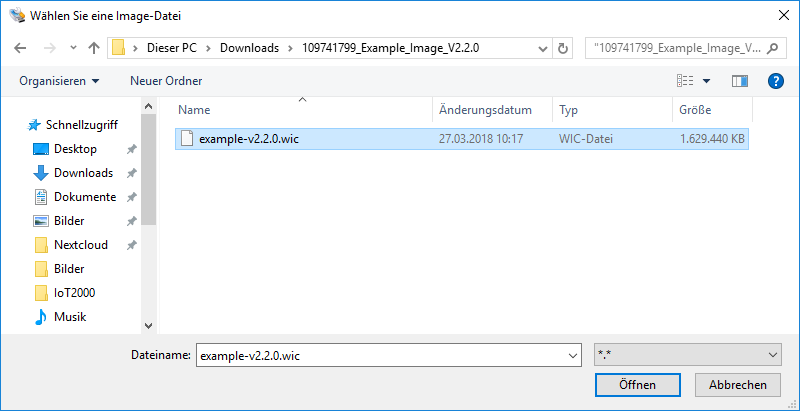 Wählen Sie eine Image-Datei
Dieser PC > Downloads > 109741799_Example_Image_V2.2.0
"109741799_Example_Image_V...
Organisieren
Neuer Ordner
Name
Änderungsdatum
Typ
Größe
example-v2.2.0.wic
27.03.2018 10:17
WIC-Datei
1.629.440 KB
Schnellzugriff
Desktop
Downloads
Dokumente
Bilder
Nextcloud
Bilder
IoT2000
Musik
Dateiname:
example-v2.2.0.wic
*.*
Öffnen
Abbrechen